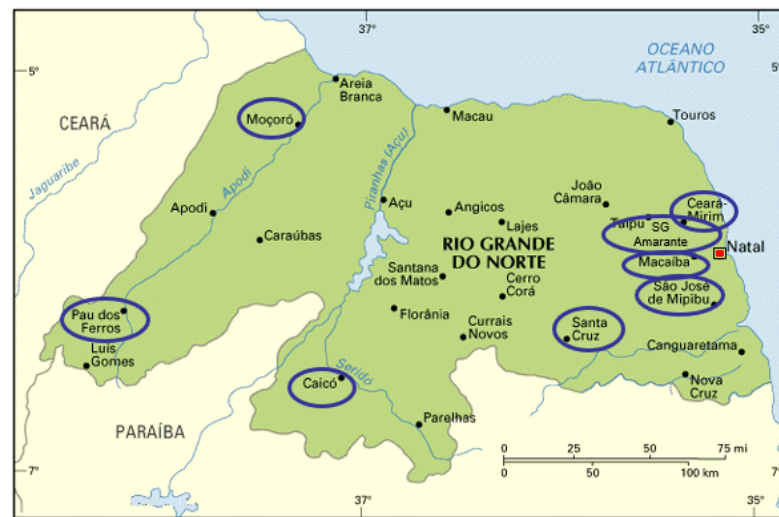 37°
35°
5°
5°
OCEANO
ATLÂNTICO
Areia
Branca
Moçoró
Macau
Touros
CEARÁ
Jaguaribe
Apodi
Piranhas (Açu)
Açu
Angicos
João
Câmara
Ceará-
Mirim
Taipu
SG
Amarante
Apodi
Lajes
Caraúbas
RIO GRANDE
DO NORTE
Natal
Macaíba
Santana
dos Matos
Cerro
Corá
São José
de Mipibu
Pau dos
Ferros
Florânia
Santa
Cruz
Currais
Novos
Luis
Gomes
Canguaretama
Caicó
Seridó
Nova
Cruz
Parelhas
PARAÍBA
0 25 50 75 mi
0 50 100 km
7°
7°
37°
35°